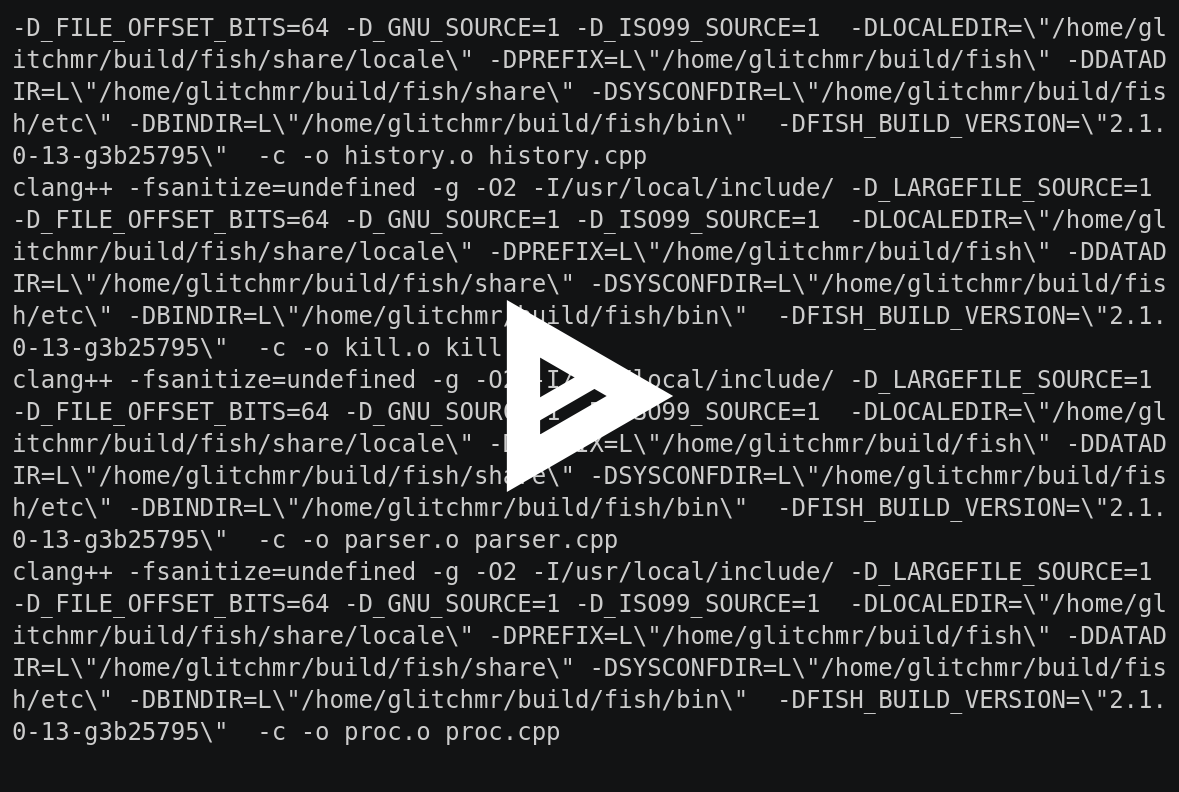 -D_FILE_OFFSET_BITS=64 -D_GNU_SOURCE=1 -D_ISO99_SOURCE=1  -DLOCALEDIR=\"/home/gl
itchmr/build/fish/share/locale\" -DPREFIX=L\"/home/glitchmr/build/fish\" -DDATAD
IR=L\"/home/glitchmr/build/fish/share\" -DSYSCONFDIR=L\"/home/glitchmr/build/fis
h/etc\" -DBINDIR=L\"/home/glitchmr/build/fish/bin\"  -DFISH_BUILD_VERSION=\"2.1.
0-13-g3b25795\"  -c -o history.o history.cpp
clang++ -fsanitize=undefined -g -O2 -I/usr/local/include/ -D_LARGEFILE_SOURCE=1
-D_FILE_OFFSET_BITS=64 -D_GNU_SOURCE=1 -D_ISO99_SOURCE=1  -DLOCALEDIR=\"/home/gl
itchmr/build/fish/share/locale\" -DPREFIX=L\"/home/glitchmr/build/fish\" -DDATAD
IR=L\"/home/glitchmr/build/fish/share\" -DSYSCONFDIR=L\"/home/glitchmr/build/fis
h/etc\" -DBINDIR=L\"/home/glitchmr/build/fish/bin\"  -DFISH_BUILD_VERSION=\"2.1.
0-13-g3b25795\"  -c -o kill.o kill
clang++ -fsanitize=undefined -g -O2 local/include/ -D_LARGEFILE_SOURCE=1
-D_FILE_OFFSET_BITS=64 -DLOCALEDIR=\"/home/gl
itchmr/build/fish/share/locale\" =L\"/home/glitchmr/build/fish\" -DDATAD
IR=L\"/home/glitchmr/build/fish/share\" -DSYSCONFDIR=L\"/home/glitchmr/build/fis
h/etc\" -DBINDIR=L\"/home/glitchmr/build/fish/bin\"  -DFISH_BUILD_VERSION=\"2.1.
0-13-g3b25795\"  -c -o parser.o parser.cpp
clang++ -fsanitize=undefined -g -O2 -I/usr/local/include/ -D_LARGEFILE_SOURCE=1
-D_FILE_OFFSET_BITS=64 -D_GNU_SOURCE=1 -D_ISO99_SOURCE=1  -DLOCALEDIR=\"/home/gl
itchmr/build/fish/share/locale\" -DPREFIX=L\"/home/glitchmr/build/fish\" -DDATAD
IR=L\"/home/glitchmr/build/fish/share\" -DSYSCONFDIR=L\"/home/glitchmr/build/fis
h/etc\" -DBINDIR=L\"/home/glitchmr/build/fish/bin\"  -DFISH_BUILD_VERSION=\"2.1.
0-13-g3b25795\"  -c -o proc.o proc.cpp